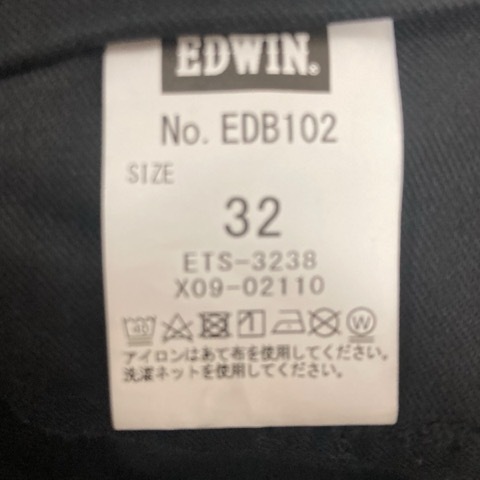 EDWIN®
No. EDB102
SIZE
32
ETS-3238
X09-02110
40 W
アイロンはあて布を使用してください。
洗濯ネットを使用してください。